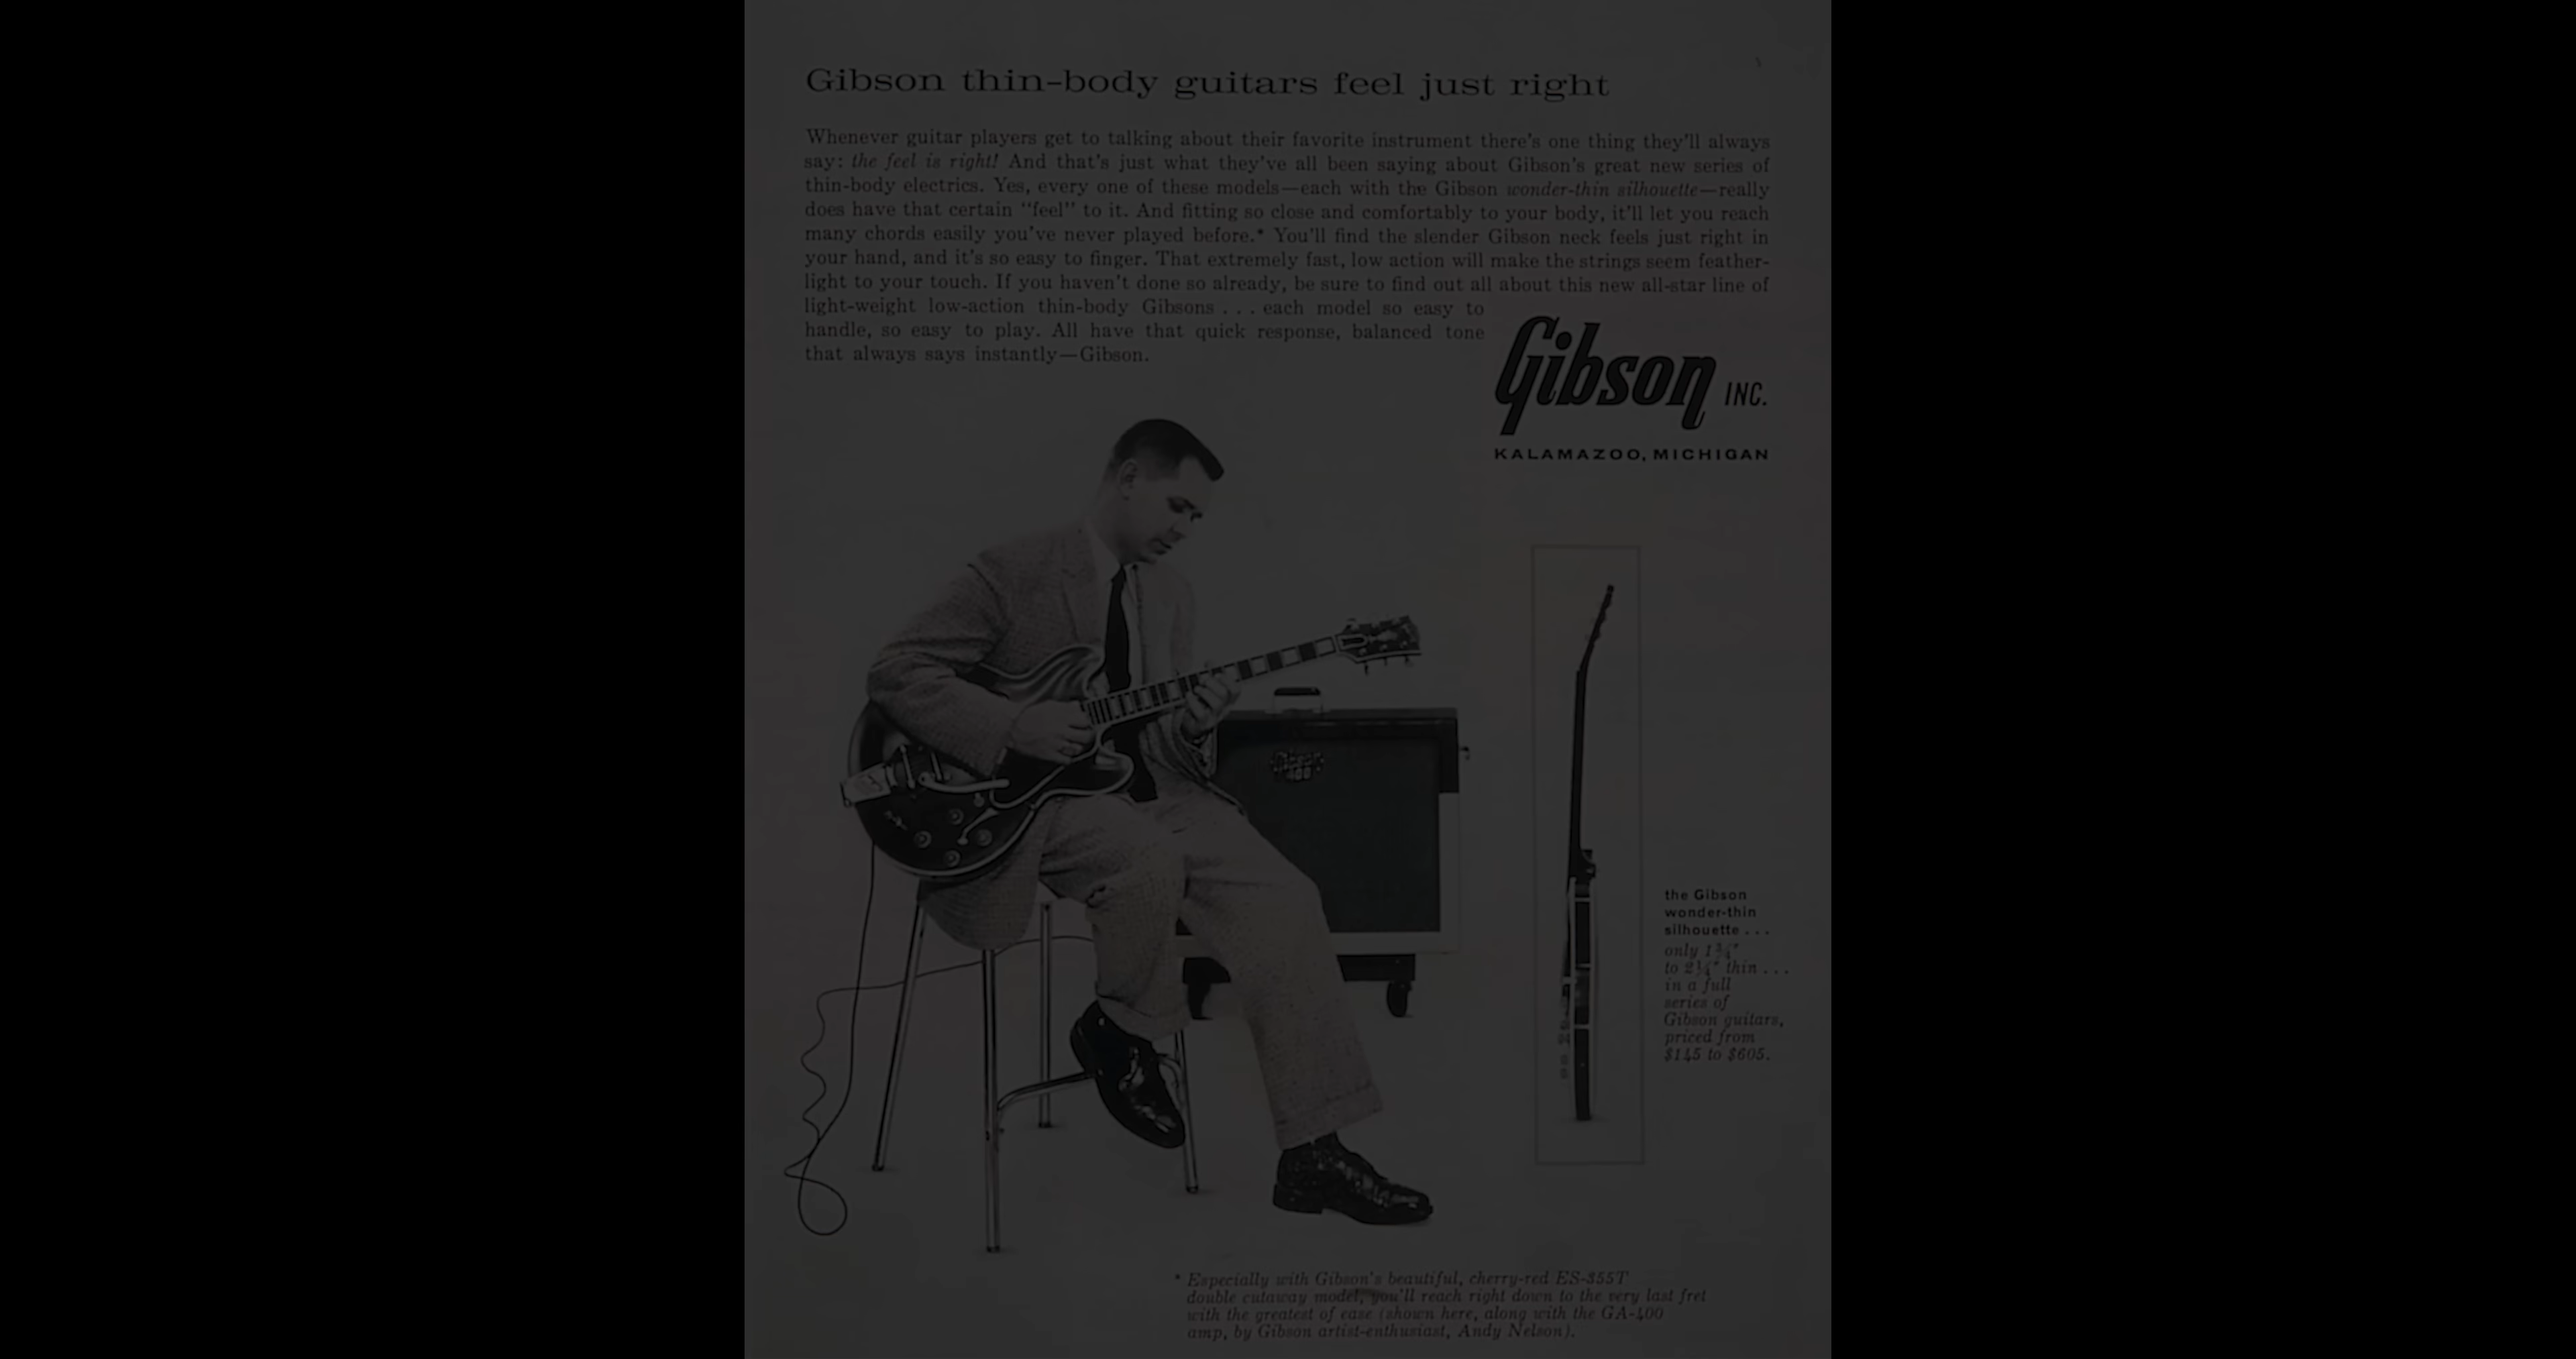 Gibson thin-body guitars feel just right
Whenever guitar players get to talking about their favorite instrument there's one thing they'll always
say: the feel is right! And that's just what they've all been saying about Gibson's great new series of
thin-body electrics. Yes, every one of these models—each with the Gibson wonder-thin silhouette—really
does have that certain "feel" to it. And fitting so close and comfortably to your body, it'll let you reach
many chords easily you've never played before.* You'll find the slender Gibson neck feels just right in
your hand, and it's so easy to finger. That extremely fast, low action will make the strings seem feather-
light to your touch. If you haven't done so already, be sure to find out all about this new all-star line of
light-weight low-action thin-body Gibsons . . . each model so easy to
handle, so easy to play. All have that quick response, balanced tone
that always says instantly—Gibson.
Gibson INC.
KALAMAZOO, MICHIGAN
the Gibson
wonder-thin
silhouette . . .
only 1¾"
to 2¼" thin . . .
in a full
series of
Gibson guitars,
priced from
$145 to $605.
* Especially with Gibson's beautiful, cherry-red ES-355T
double cutaway model, you'll reach right down to the very last fret
with the greatest of ease (shown here, along with the GA-400
amp, by Gibson artist-enthusiast, Andy Nelson).